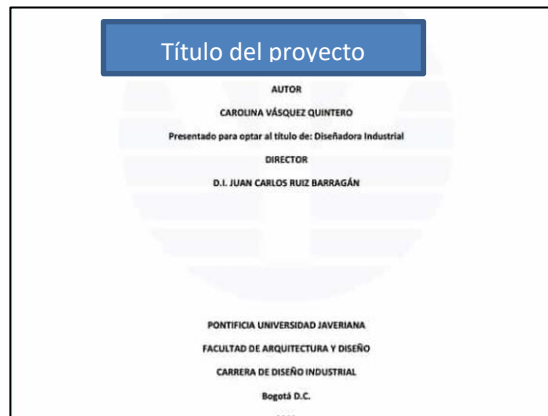 Título del proyecto
AUTOR
CAROLINA VÁSQUEZ QUINTERO
Presentado para optar al título de: Diseñadora Industrial
DIRECTOR
D.I. JUAN CARLOS RUIZ BARRAGÁN
PONTIFICIA UNIVERSIDAD JAVERIANA
FACULTAD DE ARQUITECTURA Y DISEÑO
CARRERA DE DISEÑO INDUSTRIAL
Bogotá D.C.